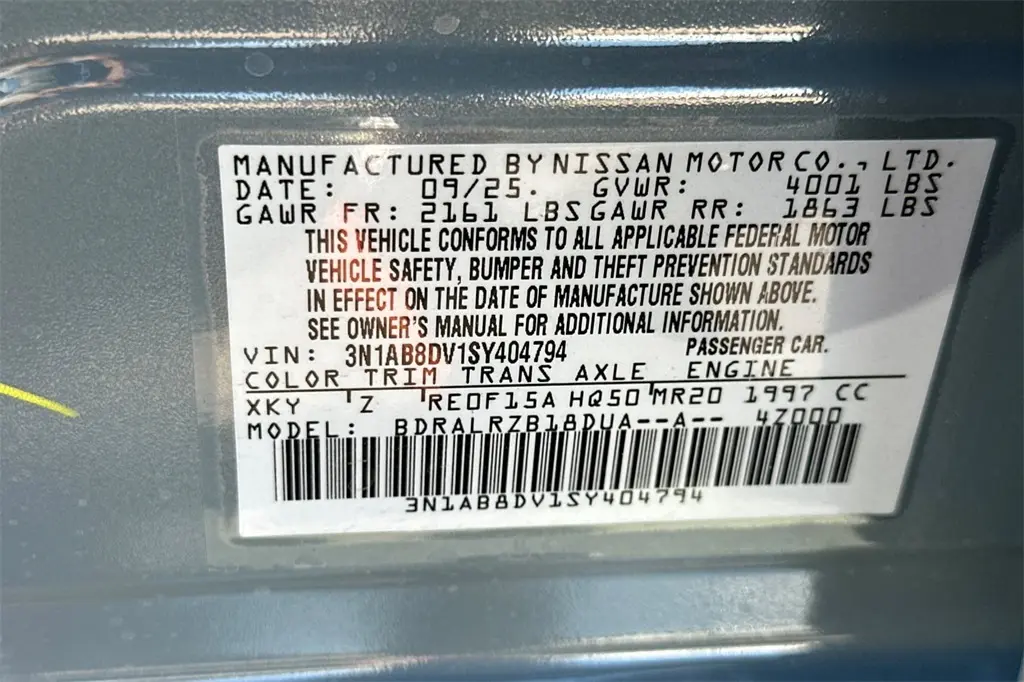 MANUFACTURED BY NISSAN MOTOR CO., LTD.
DATE: 09/25. GVWR: 4001 LBS
GAWR FR: 2161 LBS GAWR RR: 1863 LBS
THIS VEHICLE CONFORMS TO ALL APPLICABLE FEDERAL MOTOR
VEHICLE SAFETY, BUMPER AND THEFT PREVENTION STANDARDS
IN EFFECT ON THE DATE OF MANUFACTURE SHOWN ABOVE.
SEE OWNER'S MANUAL FOR ADDITIONAL INFORMATION.
VIN: 3N1AB8DV1SY404794 PASSENGER CAR.
COLOR TRIM TRANS AXLE ENGINE
XKY Z RE0F15A HQ50 MR20 1997 CC
MODEL: BDRALRZB18DUA--A-- 4Z000
3N1AB8DV1SY404794